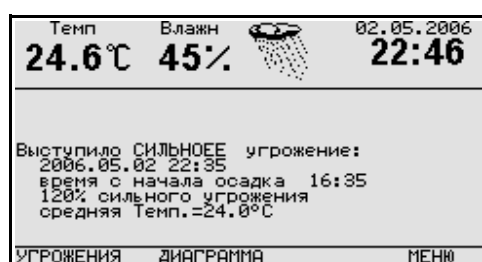 Темп Влажн 02.05.2006
24.6°C 45% 22:46
Выступило СИЛЬНОЕЕ угрожение:
2006.05.02 22:35
время с начала осадка 16:35
120% сильного угрожения
средняя Темп.=24.0°C
УГРОЖЕНИЯ ДИАГРАММА МЕНЮ